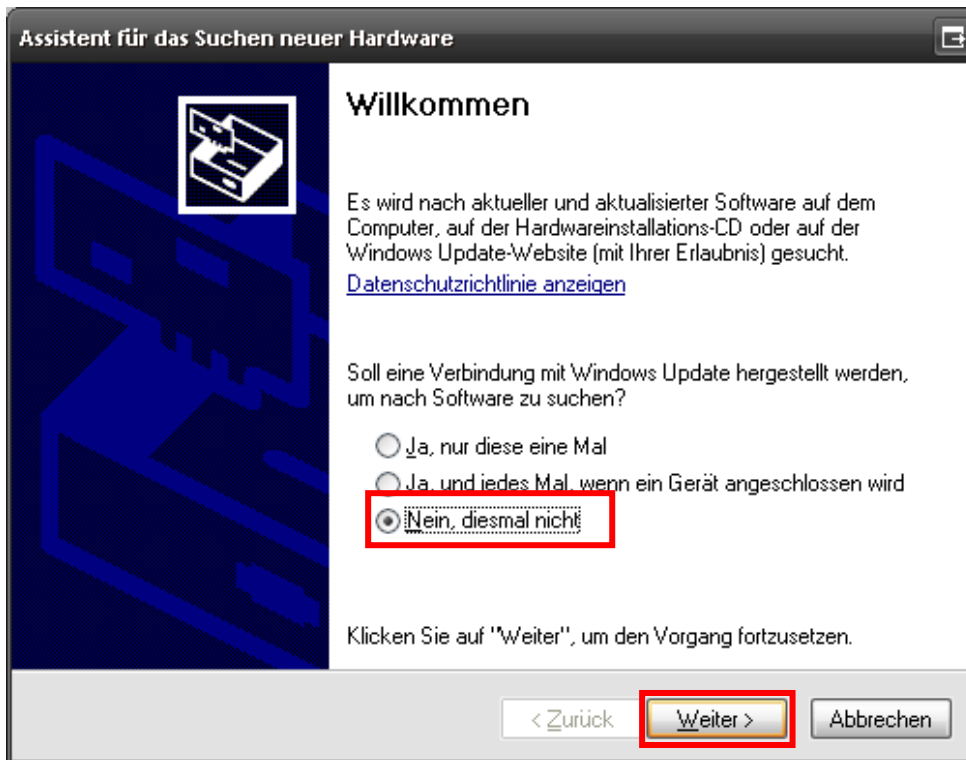 Assistent für das Suchen neuer Hardware
Willkommen
Es wird nach aktueller und aktualisierter Software auf dem
Computer, auf der Hardwareinstallations-CD oder auf der
Windows Update-Website (mit Ihrer Erlaubnis) gesucht.
Datenschutzrichtlinie anzeigen
Soll eine Verbindung mit Windows Update hergestellt werden,
um nach Software zu suchen?
Ja, nur diese eine Mal
Ja, und jedes Mal, wenn ein Gerät angeschlossen wird
Nein, diesmal nicht
Klicken Sie auf "Weiter", um den Vorgang fortzusetzen.
< Zurück Weiter > Abbrechen